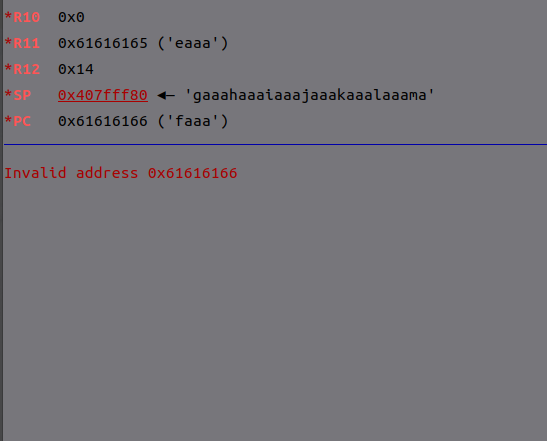 *R10 0x0
*R11 0x61616165 ('eaaa')
*R12 0x14
*SP 0x407fff80 ◂— 'gaaahaaaiaaajaaakaaalaaama'
*PC 0x61616166 ('faaa')
Invalid address 0x61616166